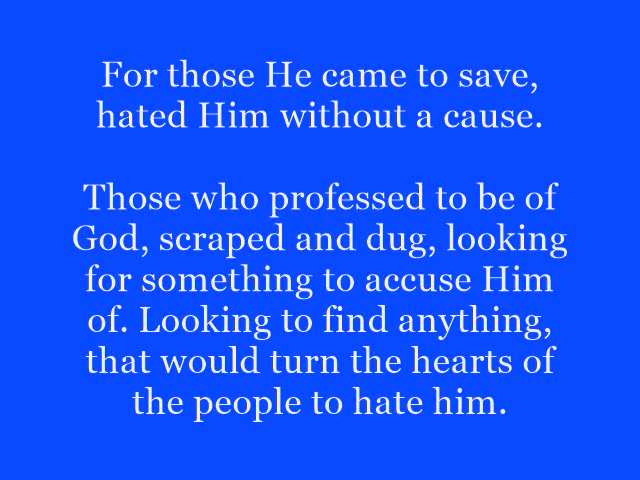 For those He came to save,
hated Him without a cause.
Those who professed to be of
God, scraped and dug, looking
for something to accuse Him
of. Looking to find anything,
that would turn the hearts of
the people to hate him.